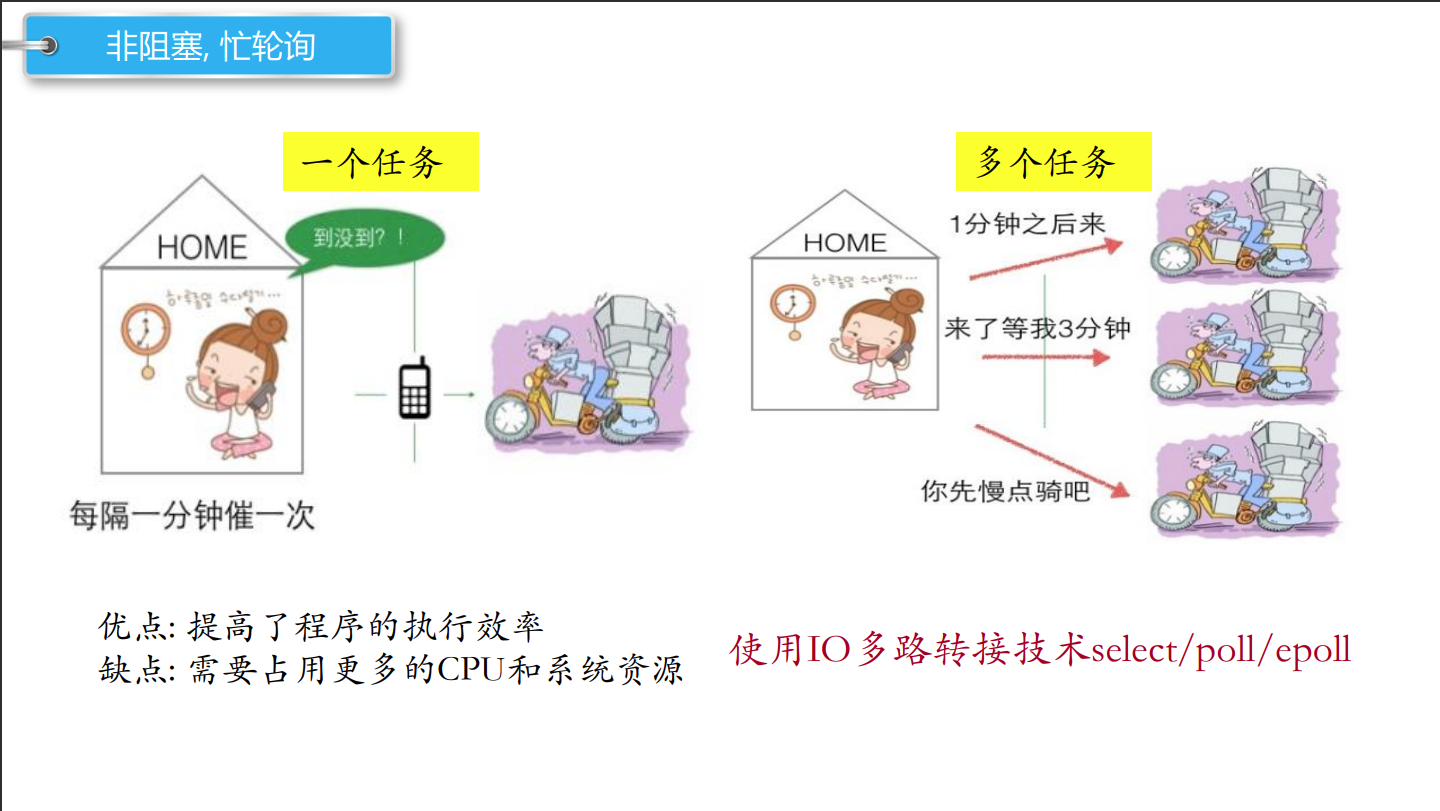 非阻塞, 忙轮询
一个任务
HOME
到没到?！
每隔一分钟催一次
优点: 提高了程序的执行效率
缺点: 需要占用更多的CPU和系统资源
多个任务
HOME
1分钟之后来
来了等我3分钟
你先慢点骑吧
使用IO多路转接技术select/poll/epoll